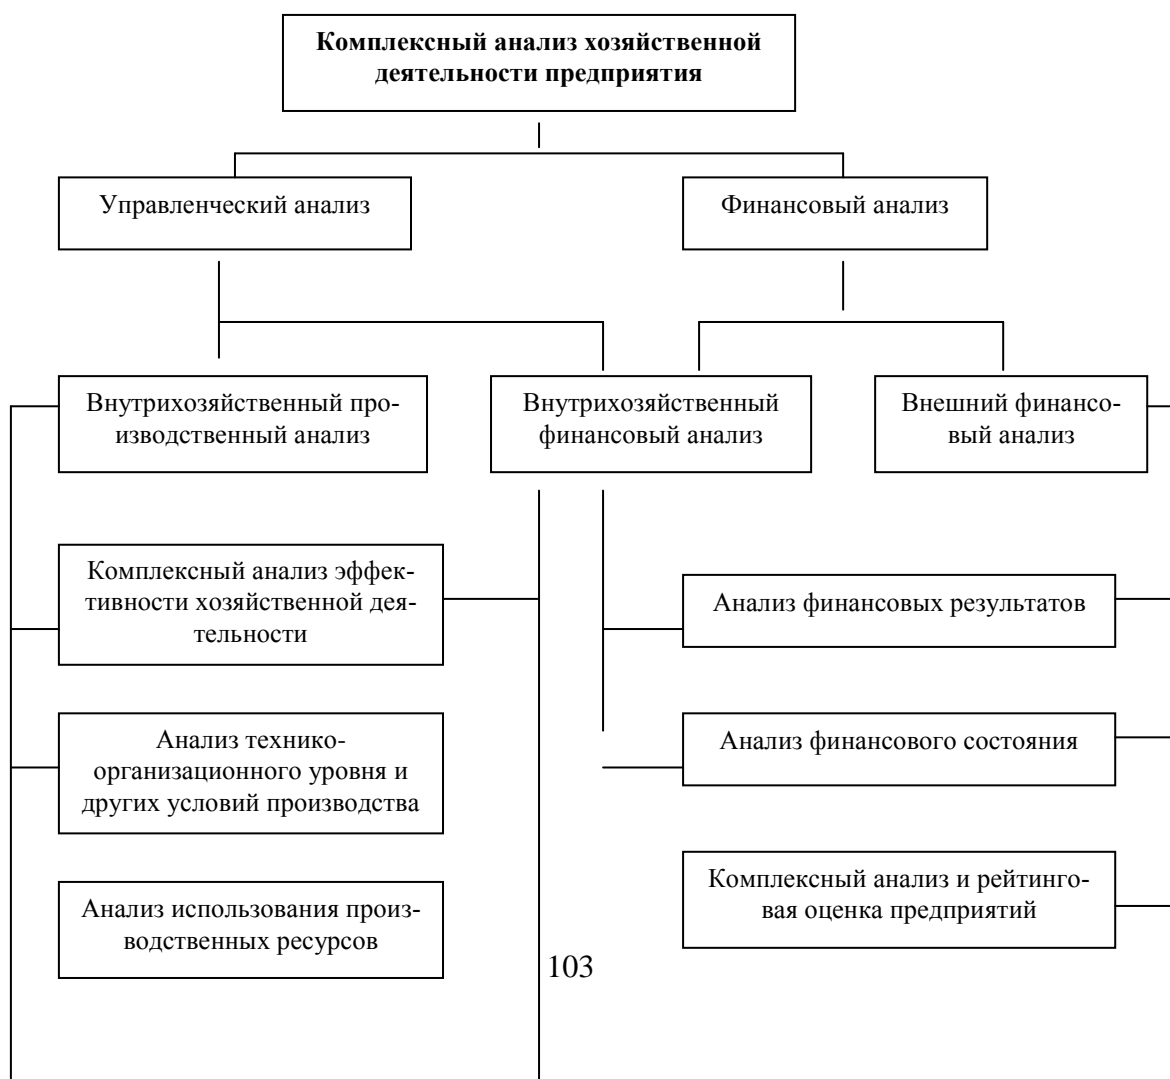 Комплексный анализ хозяйственной
деятельности предприятия
Управленческий анализ
Финансовый анализ
Внутрихозяйственный про-
изводственный анализ
Внутрихозяйственный
финансовый анализ
Внешний финансо-
вый анализ
Комплексный анализ эффек-
тивности хозяйственной дея-
тельности
Анализ финансовых результатов
Анализ технико-
организационного уровня и
других условий производства
Анализ финансового состояния
Анализ использования произ-
водственных ресурсов
Комплексный анализ и рейтинго-
вая оценка предприятий
103